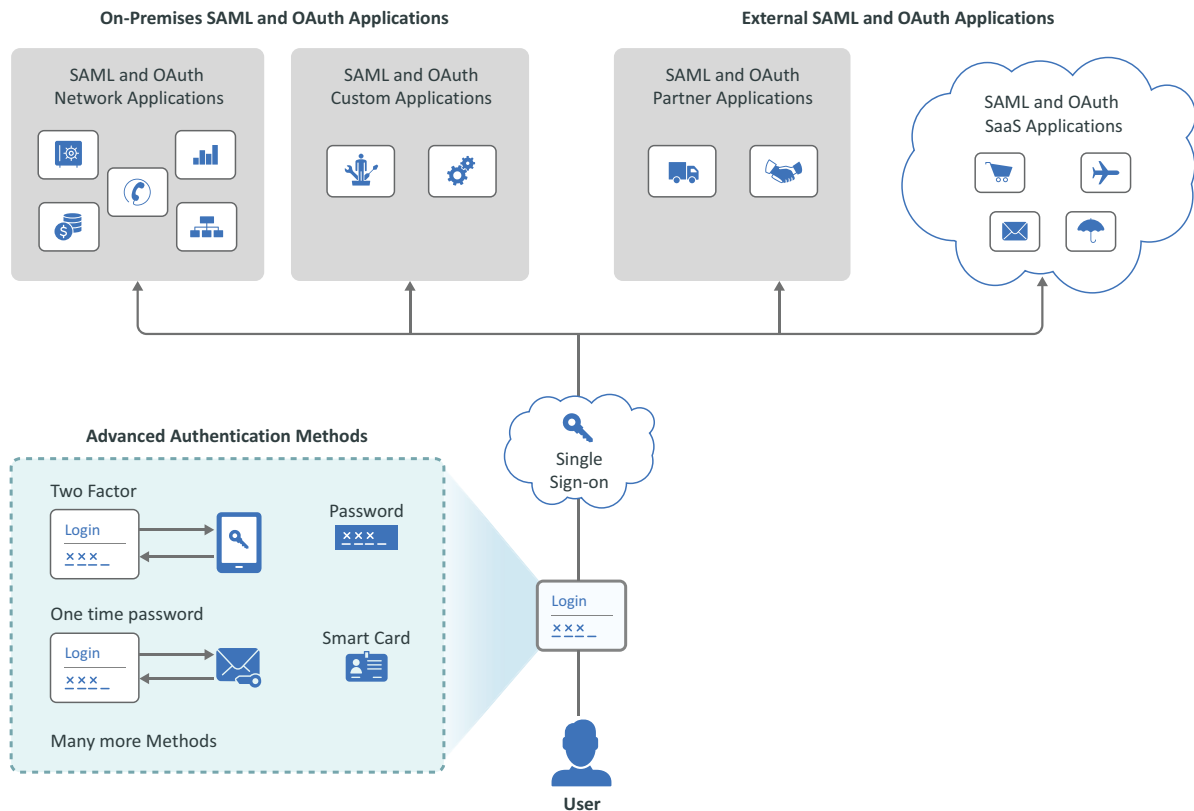 On-Premises SAML and OAuth Applications
External SAML and OAuth Applications
SAML and OAuth
Network Applications
SAML and OAuth
Custom Applications
SAML and OAuth
Partner Applications
SAML and OAuth
SaaS Applications
$
Single
Sign-on
Advanced Authentication Methods
Two Factor
Login
×××
Password
×××
One time password
Login
×××
Smart Card
Many more Methods
Login
×××
User